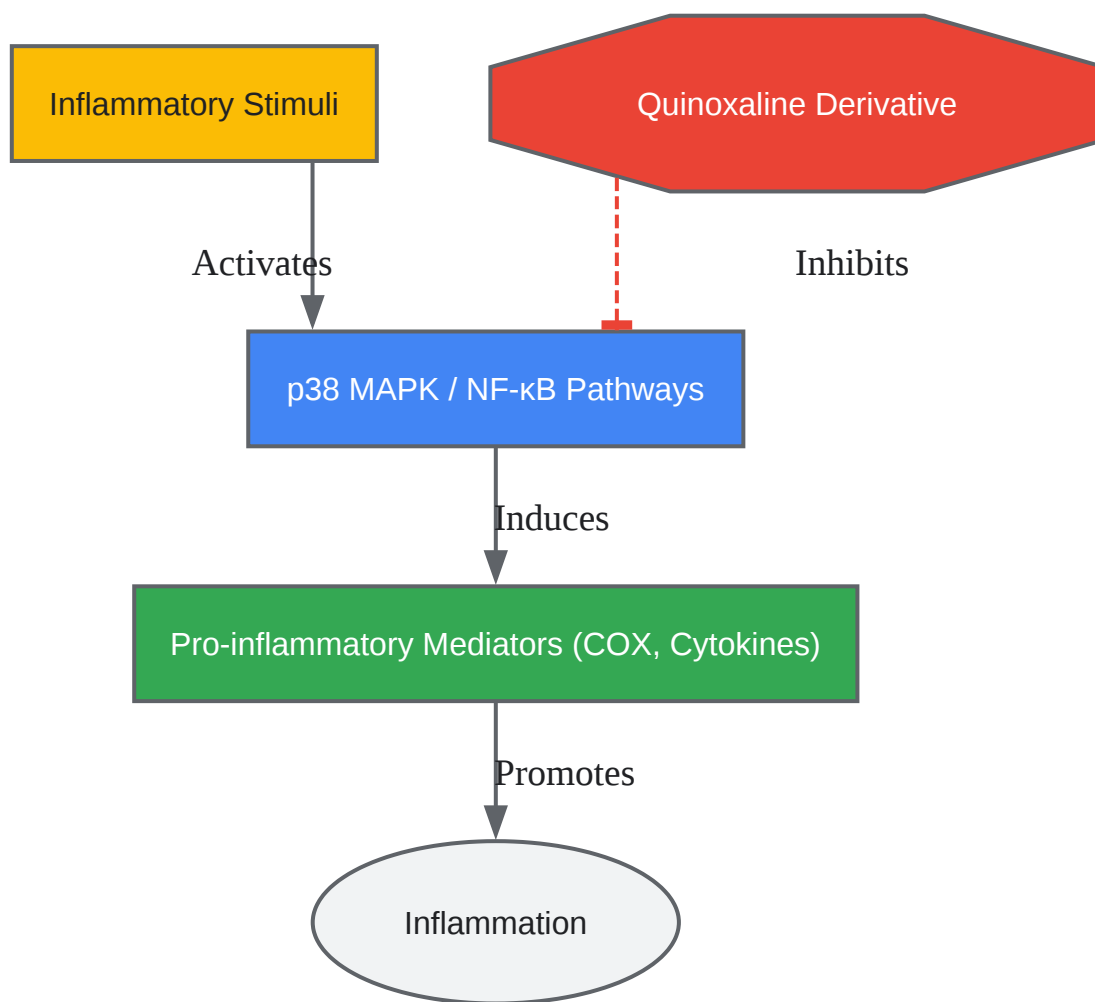 Inflammatory Stimuli
Quinoxaline Derivative
Activates
Inhibits
p38 MAPK / NF-κB Pathways
Induces
Pro-inflammatory Mediators (COX, Cytokines)
Promotes
Inflammation